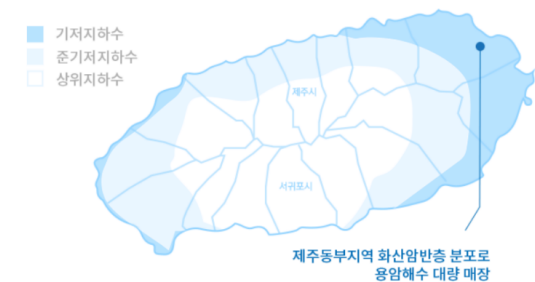 기저지하수
준기저지하수
상위지하수
제주시
서귀포시
제주동부지역 화산암반층 분포로
용암해수 대량 매장